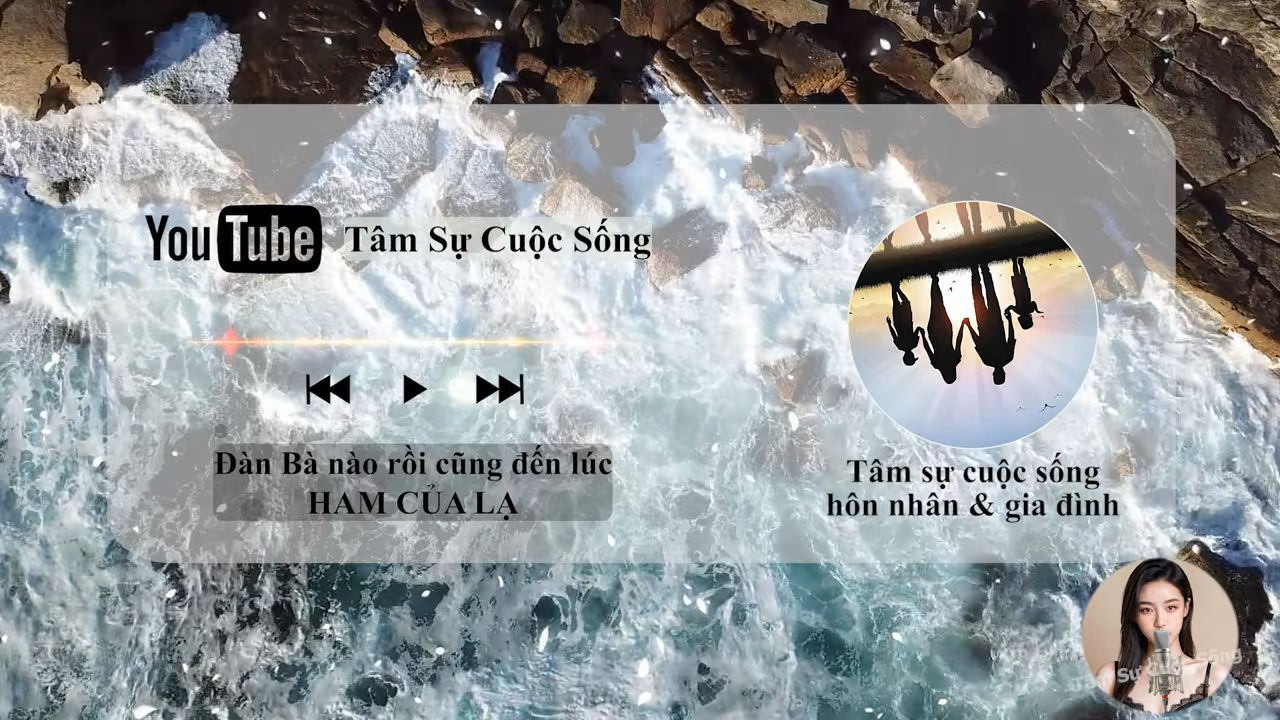 YouTube Tâm Sự Cuộc Sống
Đàn Bà nào rồi cũng đến lúc
HAM CỦA LẠ
Tâm sự cuộc sống
hôn nhân & gia đình